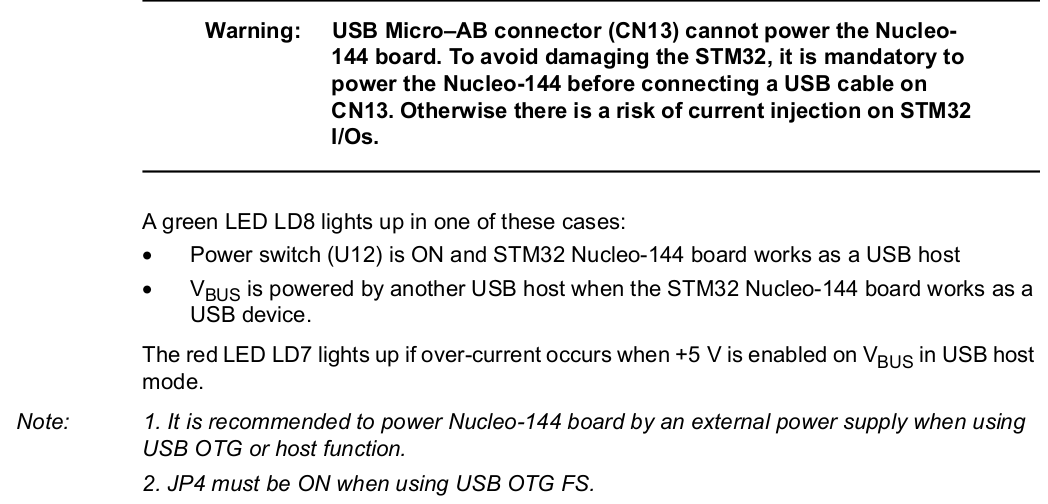 Warning: USB Micro–AB connector (CN13) cannot power the Nucleo-
144 board. To avoid damaging the STM32, it is mandatory to
power the Nucleo-144 before connecting a USB cable on
CN13. Otherwise there is a risk of current injection on STM32
I/Os.
A green LED LD8 lights up in one of these cases:
• Power switch (U12) is ON and STM32 Nucleo-144 board works as a USB host
• VBUS is powered by another USB host when the STM32 Nucleo-144 board works as a
USB device.
The red LED LD7 lights up if over-current occurs when +5 V is enabled on VBUS in USB host
mode.
Note: 1. It is recommended to power Nucleo-144 board by an external power supply when using
USB OTG or host function.
2. JP4 must be ON when using USB OTG FS.